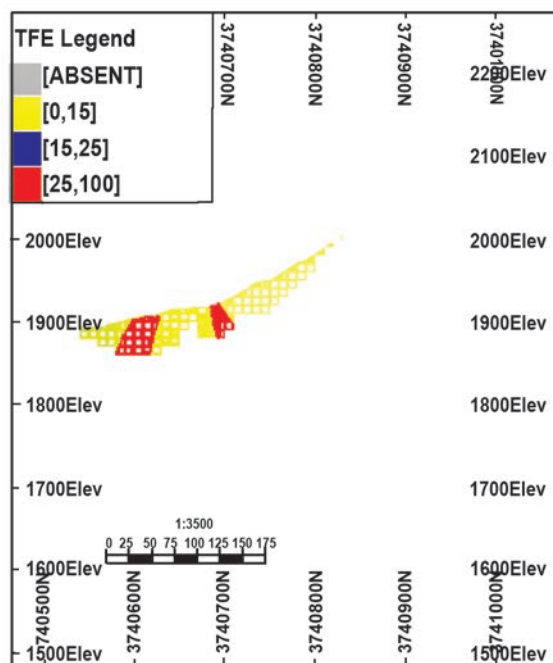 TFE Legend
[ABSENT]
[0,15]
[15,25]
[25,100]
3740700N
3740800N
3740900N
3741000N
2200Elev
2100Elev
2000Elev
2000Elev
1900Elev
1900Elev
1800Elev
1800Elev
1700Elev
1700Elev
1:3500
0 25 50 75 100 125 150 175
1600Elev
1600Elev
3740500N
3740600N
3740700N
3740800N
3740900N
3741000N
1500Elev
1500Elev